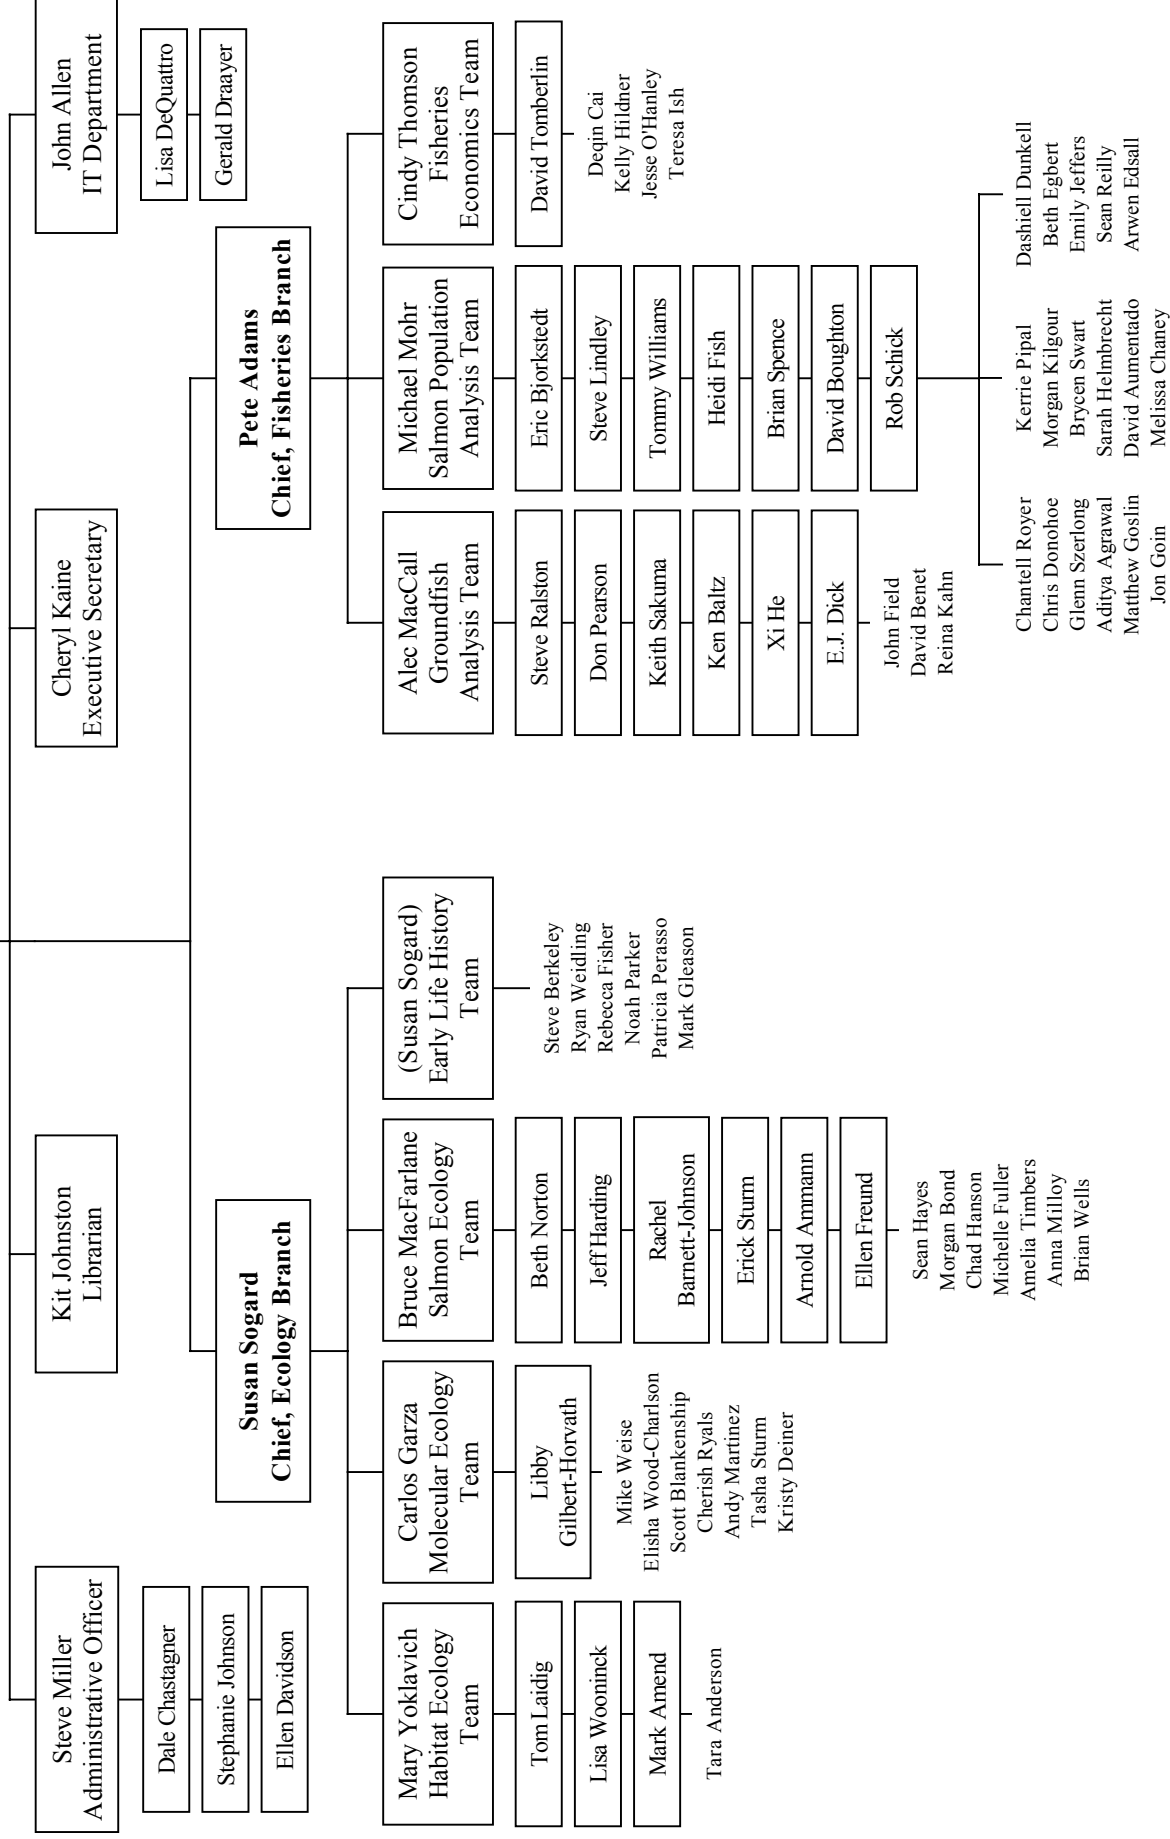 Steve Miller
Administrative Officer
Dale Chastagner
Stephanie Johnson
Ellen Davidson
Kit Johnston
Librarian
Cheryl Kaine
Executive Secretary
John Allen
IT Department
Lisa DeQuattro
Gerald Draayer
Susan Sogard
Chief, Ecology Branch
Mary Yoklavich
Habitat Ecology
Team
Tom Laidig
Lisa Wooninck
Mark Amend
Tara Anderson
Carlos Garza
Molecular Ecology
Team
Libby
Gilbert-Horvath
Mike Weise
Elisha Wood-Charlson
Scott Blankenship
Cherish Ryals
Andy Martinez
Tasha Sturm
Kristy Deiner
Bruce MacFarlane
Salmon Ecology
Team
Beth Norton
Jeff Harding
Rachel
Barnett-Johnson
Erick Sturm
Arnold Ammann
Ellen Freund
Sean Hayes
Morgan Bond
Chad Hanson
Michelle Fuller
Amelia Timbers
Anna Milloy
Brian Wells
(Susan Sogard)
Early Life History
Team
Steve Berkeley
Ryan Weidling
Rebecca Fisher
Noah Parker
Patricia Perasso
Mark Gleason
Pete Adams
Chief, Fisheries Branch
Alec MacCall
Groundfish
Analysis Team
Steve Ralston
Don Pearson
Keith Sakuma
Ken Baltz
Xi He
E.J. Dick
John Field
David Benet
Reina Kahn
Michael Mohr
Salmon Population
Analysis Team
Eric Bjorkstedt
Steve Lindley
Tommy Williams
Heidi Fish
Brian Spence
David Boughton
Rob Schick
Chantell Royer
Chris Donohoe
Glenn Szerlong
Aditya Agrawal
Matthew Goslin
Jon Goin
Kerrie Pipal
Morgan Kilgour
Brycen Swart
Sarah Helmbrecht
David Aumentado
Melissa Chaney
Dashiell Dunkell
Beth Egbert
Emily Jeffers
Sean Reilly
Arwen Edsall
Cindy Thomson
Fisheries
Economics Team
David Tomberlin
Deqin Cai
Kelly Hildner
Jesse O'Hanley
Teresa Ish